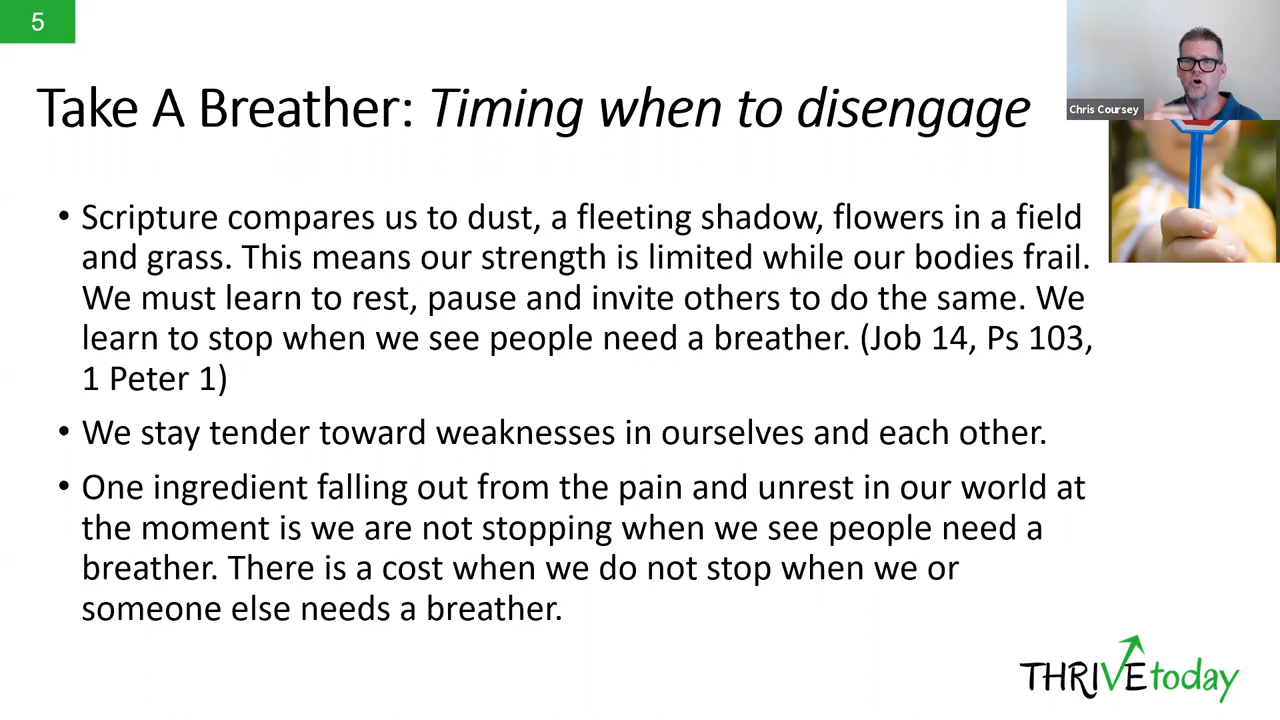 5
Take A Breather: Timing when to disengage
Chris Coursey
• Scripture compares us to dust, a fleeting shadow, flowers in a field
and grass. This means our strength is limited while our bodies frail.
We must learn to rest, pause and invite others to do the same. We
learn to stop when we see people need a breather. (Job 14, Ps 103,
1 Peter 1)
• We stay tender toward weaknesses in ourselves and each other.
• One ingredient falling out from the pain and unrest in our world at
the moment is we are not stopping when we see people need a
breather. There is a cost when we do not stop when we or
someone else needs a breather.
THRIVEtoday